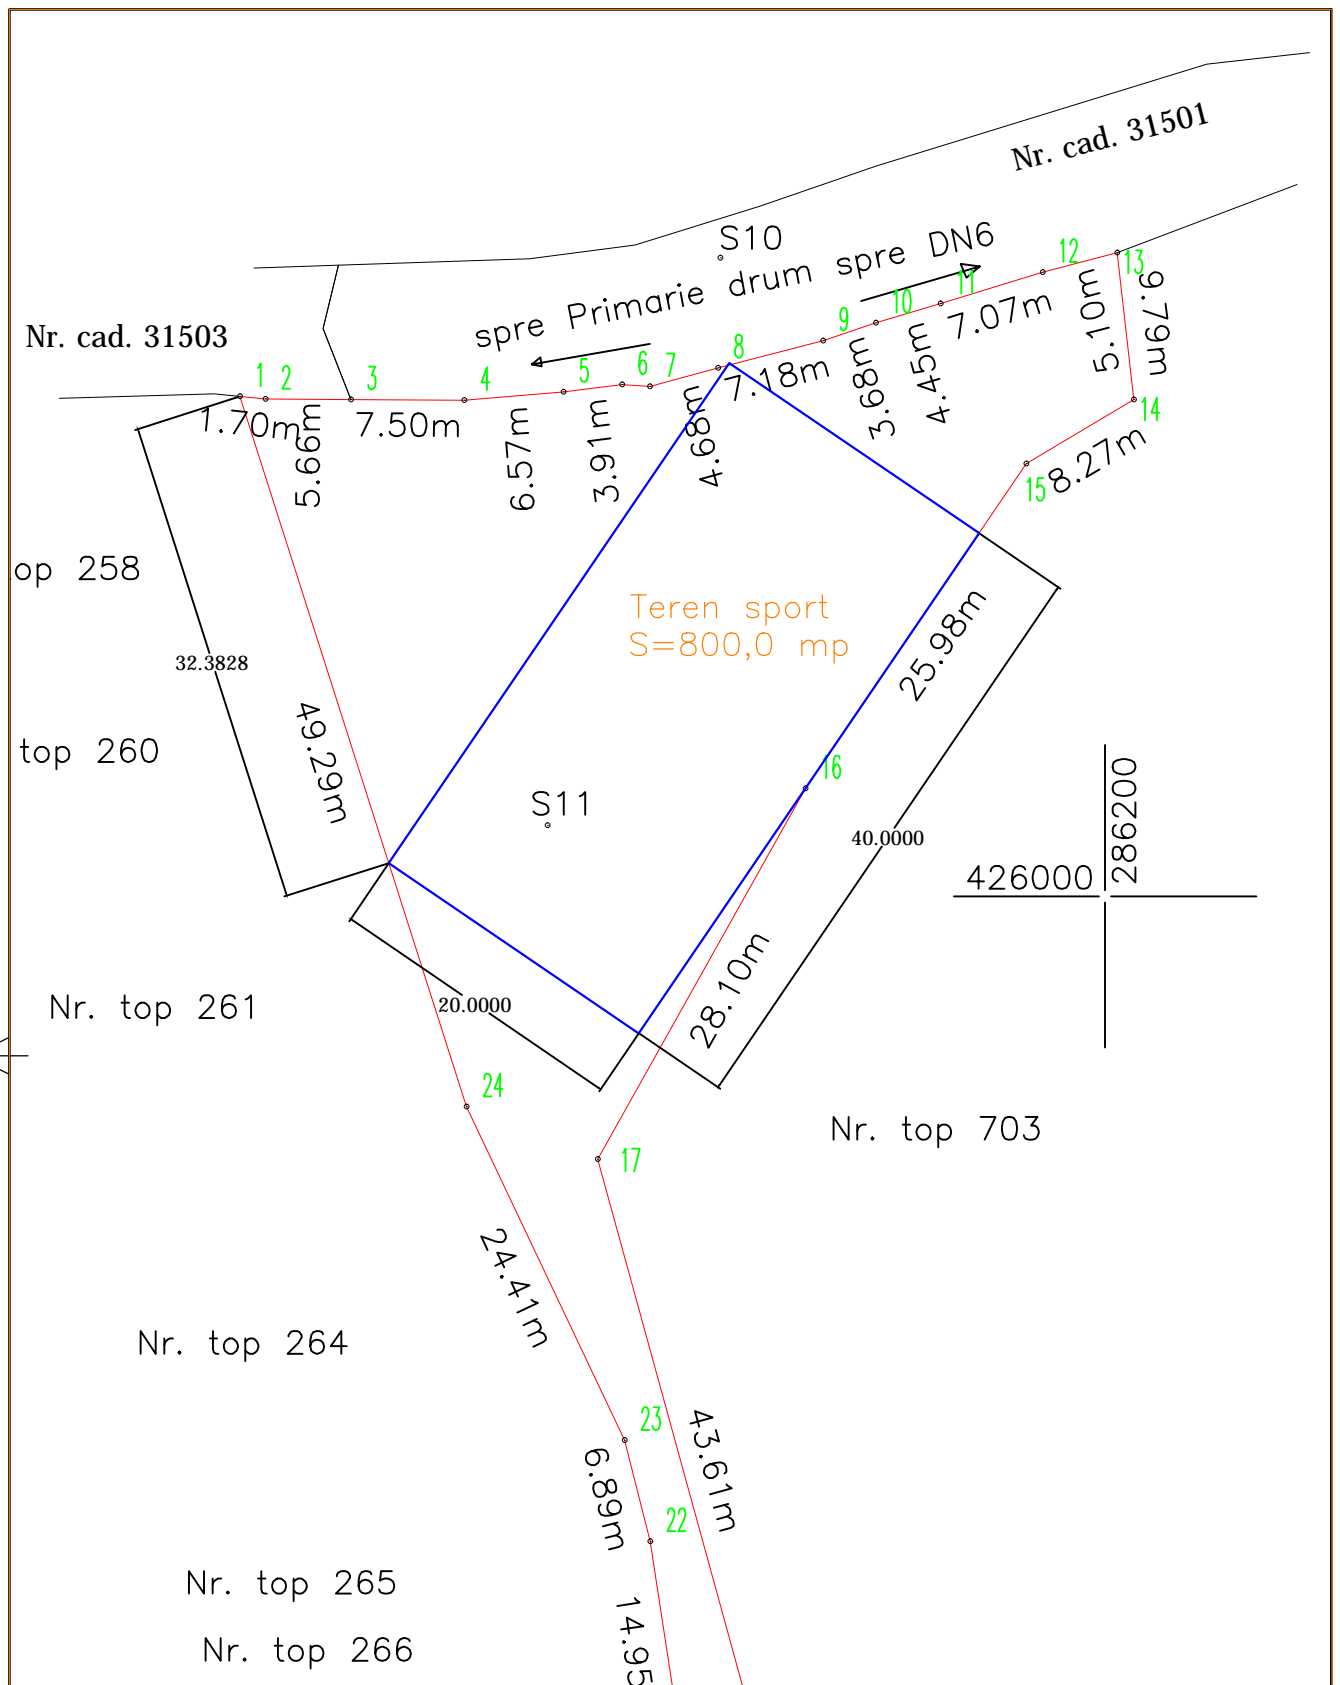 Nr. cad. 31501
S10
spre Primarie drum spre DN6
12
13
11
10
9
8
7
6
5
4
3
2
1
Nr. cad. 31503
1.70m
5.66m
7.50m
6.57m
3.91m
4.68m
7.18m
3.68m
4.45m
7.07m
5.10m
9.76m
14
15
8.27m
top 258
Teren sport
S=800,0 mp
25.98m
32.3828
49.29m
top 260
16
S11
40.0000
426000
286200
28.10m
Nr. top 261
20.0000
24
Nr. top 703
17
24.41m
Nr. top 264
23
43.61m
6.89m
22
Nr. top 265
14.95
Nr. top 266